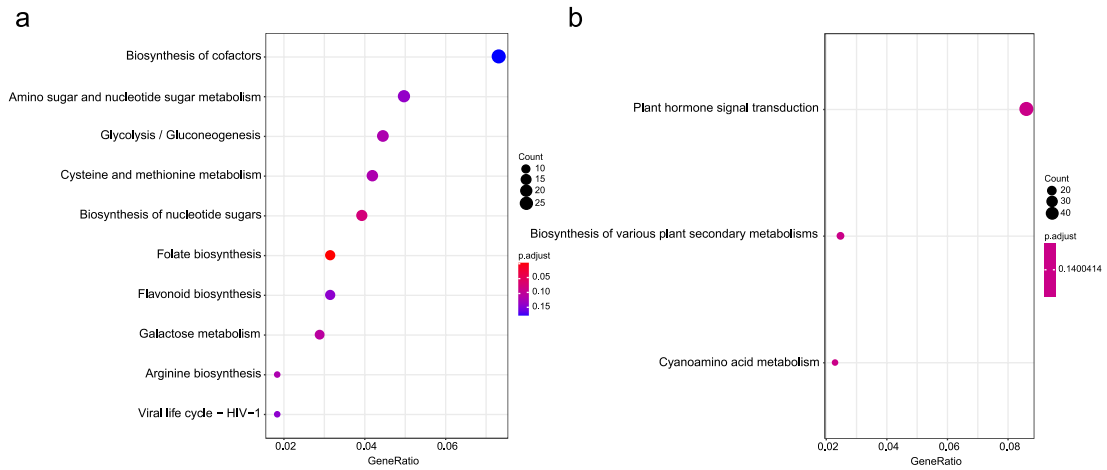 a
Biosynthesis of cofactors
Amino sugar and nucleotide sugar metabolism
Glycolysis / Gluconeogenesis
Cysteine and methionine metabolism
Biosynthesis of nucleotide sugars
Folate biosynthesis
Flavonoid biosynthesis
Galactose metabolism
Arginine biosynthesis
Viral life cycle − HIV−1
0.02 0.04 0.06
GeneRatio
Count
10
15
20
25
p.adjust
0.05
0.10
0.15
b
Plant hormone signal transduction
Biosynthesis of various plant secondary metabolisms
Cyanoamino acid metabolism
0.02 0.04 0.06 0.08
GeneRatio
Count
20
30
40
p.adjust
0.1400414